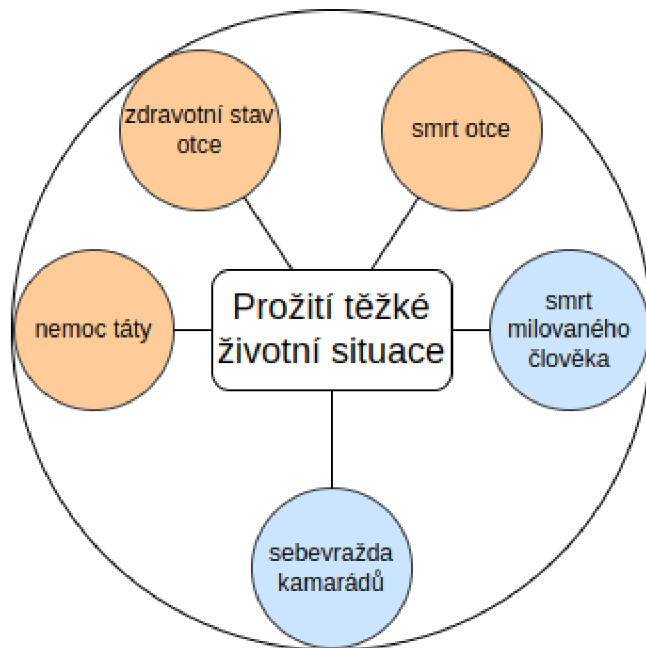 zdravotní stav
otce
smrt otce
nemoc táty
Prožití těžké
životní situace
smrt
milovaného
člověka
sebevražda
kamarádů